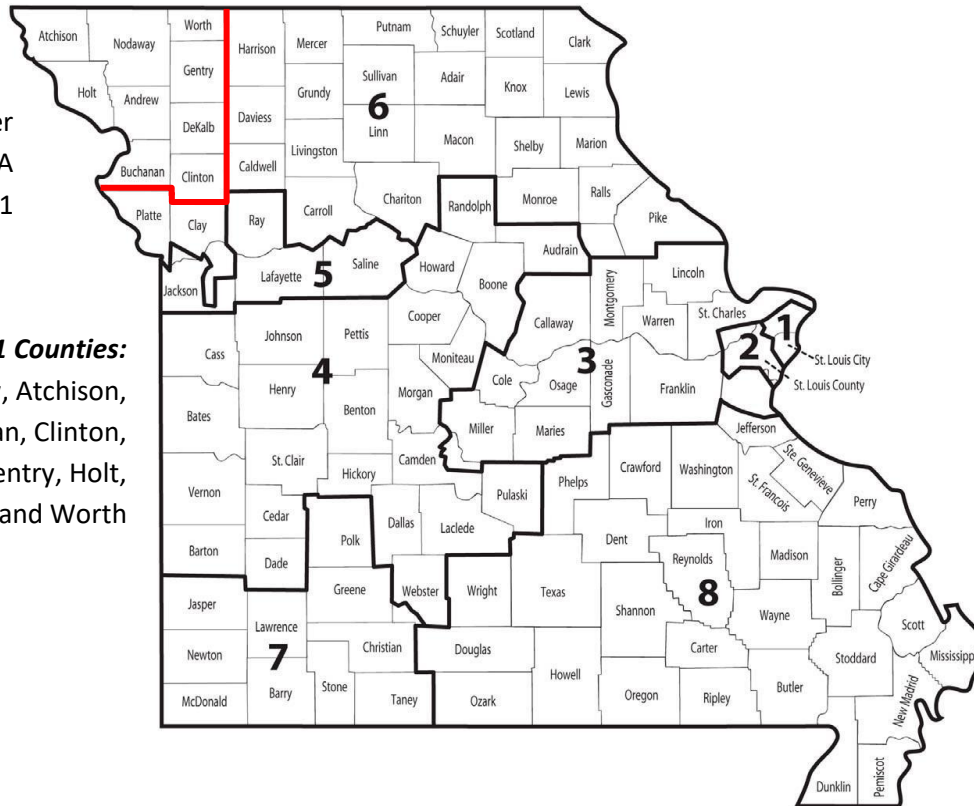 er
A
1
1 Counties:
, Atchison,
an, Clinton,
entry, Holt,
and Worth
Atchison
Nodaway
Worth
Harrison
Mercer
Putnam
Schuyler
Scotland
Clark
Holt
Andrew
Gentry
Grundy
Sullivan
Adair
Knox
Lewis
6
DeKalb
Daviess
Linn
Livingston
Macon
Shelby
Marion
Buchanan
Clinton
Caldwell
Platte
Clay
Ray
Carroll
Chariton
Randolph
Monroe
Ralls
Pike
Audrain
Jackson
Lafayette
5
Saline
Howard
Boone
Callaway
Montgomery
Lincoln
Warren
St. Charles
1
2
St. Louis City
St. Louis County
Cass
Johnson
Pettis
Cooper
Moniteau
4
3
Cole
Osage
Gasconade
Franklin
Bates
Henry
Benton
Morgan
Miller
Maries
Jefferson
St. Clair
Hickory
Camden
Vernon
Cedar
Dallas
Laclede
Pulaski
Phelps
Crawford
Washington
St. Francois
Ste. Genevieve
Perry
Barton
Dade
Polk
Dent
Iron
Reynolds
Madison
Bollinger
Cape Girardeau
Jasper
Greene
Webster
Wright
Texas
Shannon
8
Wayne
Scott
Lawrence
7
Newton
Christian
Douglas
Carter
Stoddard
Mississipp
McDonald
Barry
Stone
Taney
Ozark
Howell
Oregon
Ripley
Butler
New Madrid
Dunklin
Pemiscot